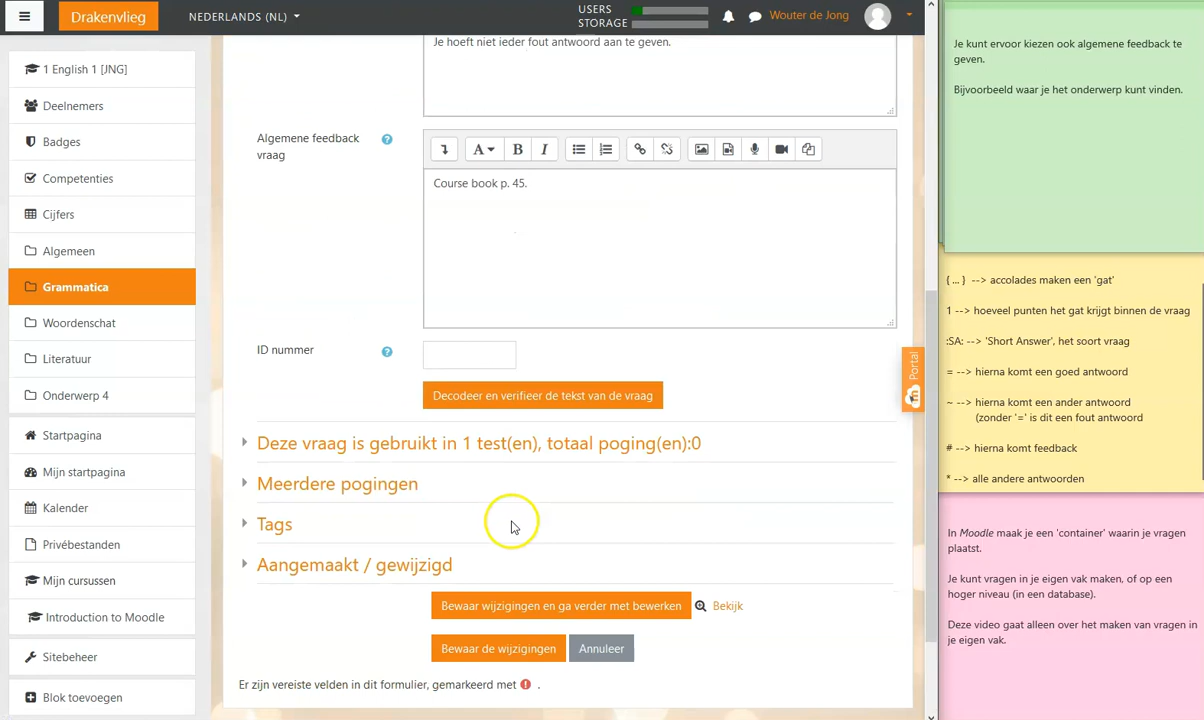 Drakenvlieg
NEDERLANDS (NL)
USERS
STORAGE
Wouter de Jong
1 English 1 [JNG]
Deelnemers
Badges
Competenties
Cijfers
Algemeen
Grammatica
Woordenschat
Literatuur
Onderwerp 4
Startpagina
Mijn startpagina
Kalender
Privébestanden
Mijn cursussen
Introduction to Moodle
Sitebeheer
Blok toevoegen
Je hoeft niet ieder fout antwoord aan te geven.
Algemene feedback
vraag
Course book p. 45.
ID nummer
Decodeer en verifieer de tekst van de vraag
Deze vraag is gebruikt in 1 test(en), totaal poging(en):0
Meerdere pogingen
Tags
Aangemaakt / gewijzigd
Bewaar wijzigingen en ga verder met bewerken
Bekijk
Bewaar de wijzigingen
Annuleer
Er zijn vereiste velden in dit formulier, gemarkeerd met .
Portal
Je kunt ervoor kiezen ook algemene feedback te
geven.
Bijvoorbeeld waar je het onderwerp kunt vinden.
{ ... } --> accolades maken een 'gat'
1 --> hoeveel punten het gat krijgt binnen de vraag
:SA: --> 'Short Answer', het soort vraag
= --> hierna komt een goed antwoord
~ --> hierna komt een ander antwoord
(zonder '=' is dit een fout antwoord
# --> hierna komt feedback
* --> alle andere antwoorden
In Moodle maak je een 'container' waarin je vragen
plaatst.
Je kunt vragen in je eigen vak maken, of op een
hoger niveau (in een database).
Deze video gaat alleen over het maken van vragen in
je eigen vak.